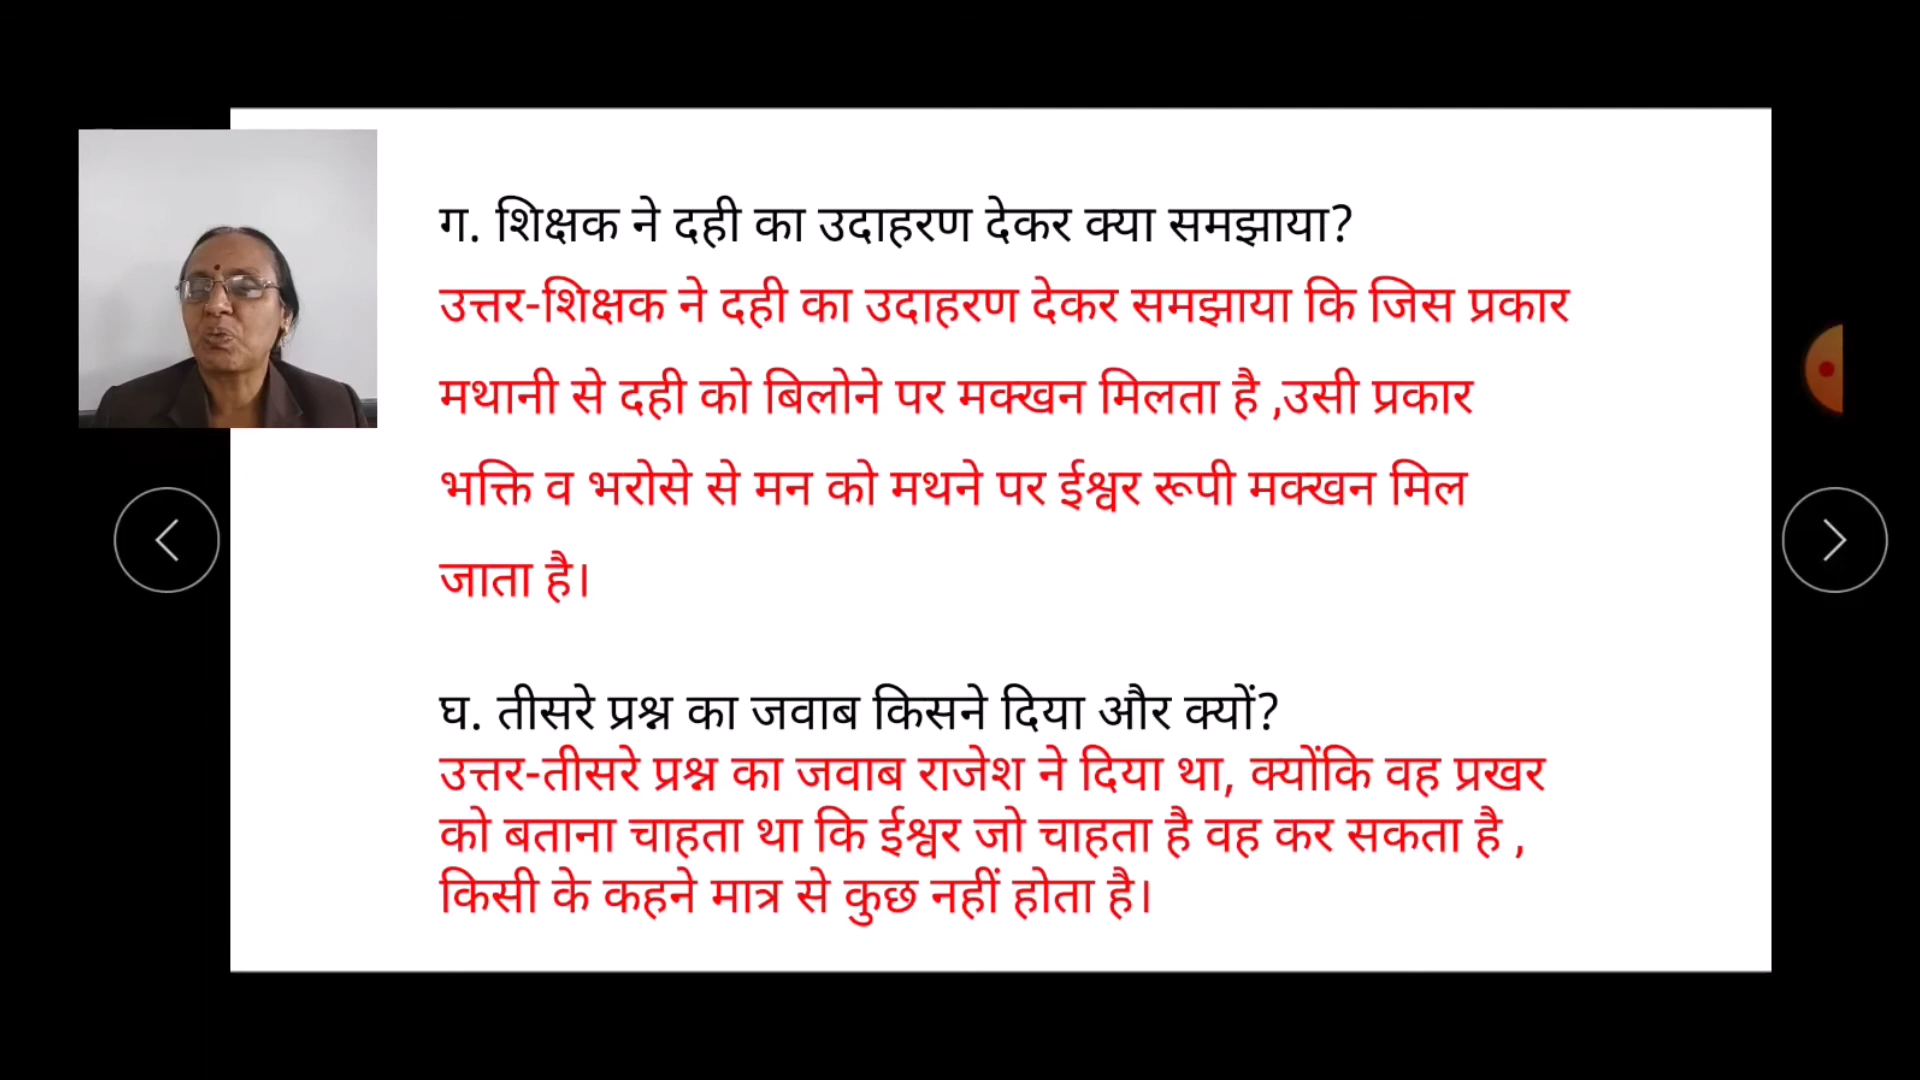 ग. शिक्षक ने दही का उदाहरण देकर क्या समझाया?
उत्तर-शिक्षक ने दही का उदाहरण देकर समझाया कि जिस प्रकार
मथानी से दही को बिलोने पर मक्खन मिलता है ,उसी प्रकार
भक्ति व भरोसे से मन को मथने पर ईश्वर रूपी मक्खन मिल
जाता है।
घ. तीसरे प्रश्न का जवाब किसने दिया और क्यों?
उत्तर-तीसरे प्रश्न का जवाब राजेश ने दिया था, क्योंकि वह प्रखर
को बताना चाहता था कि ईश्वर जो चाहता है वह कर सकता है ,
किसी के कहने मात्र से कुछ नहीं होता है।